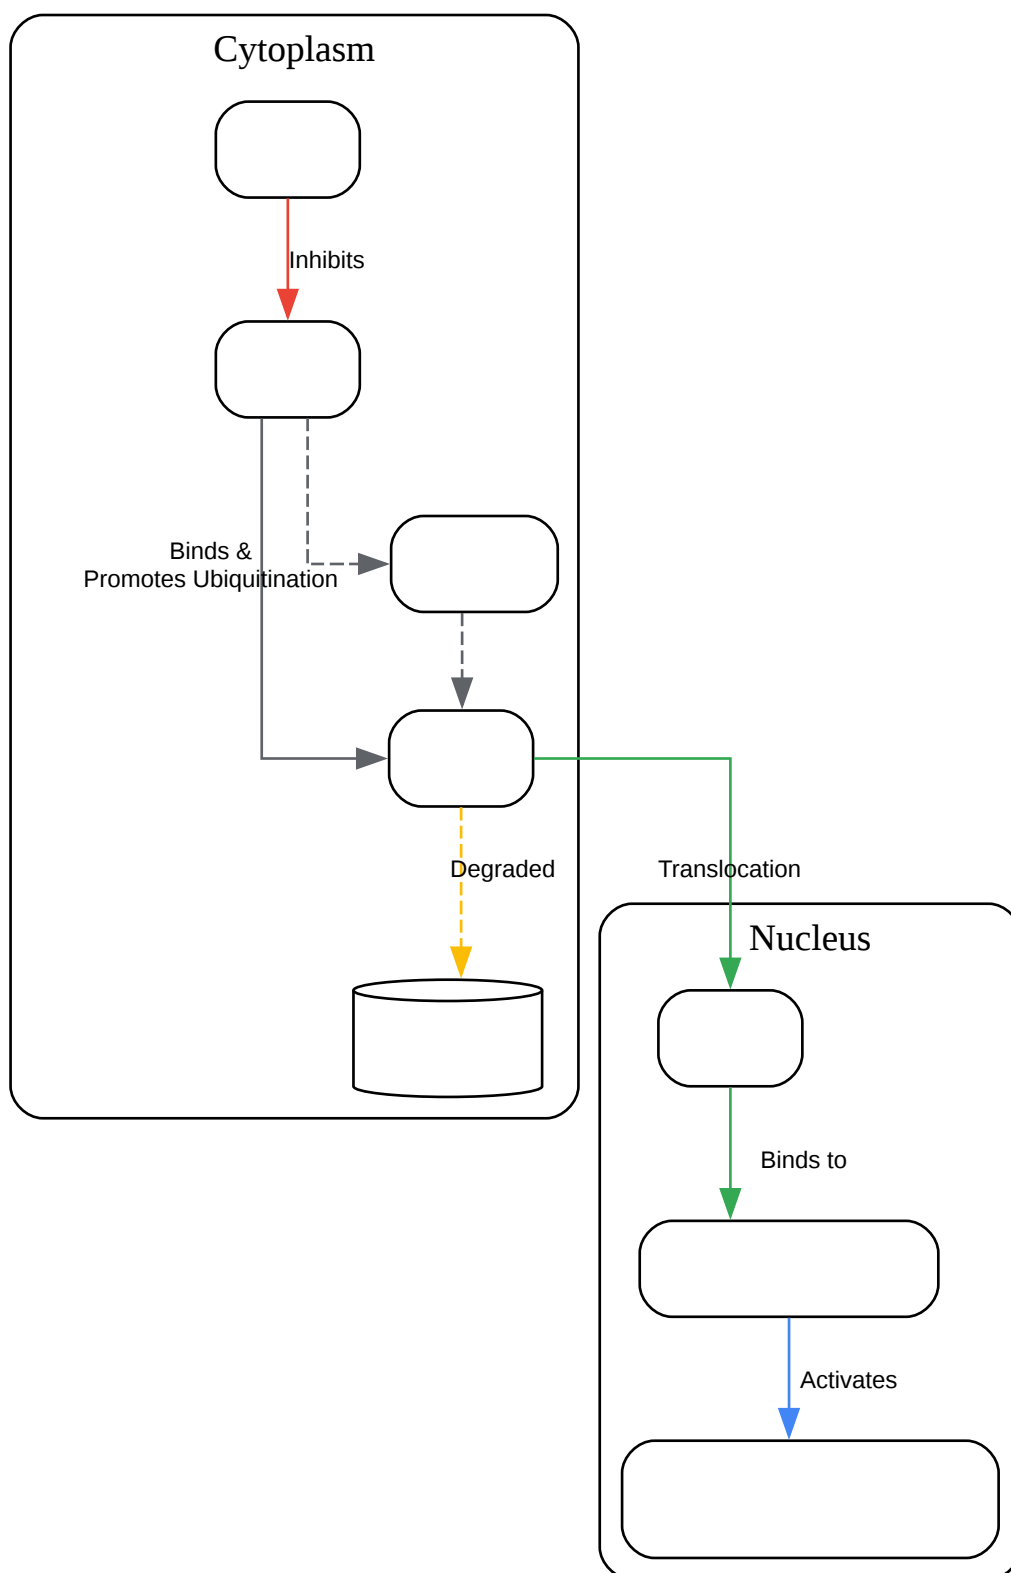 Cytoplasm
Inhibits
Binds &
Promotes Ubiquitination
Degraded
Translocation
Nucleus
Binds to
Activates